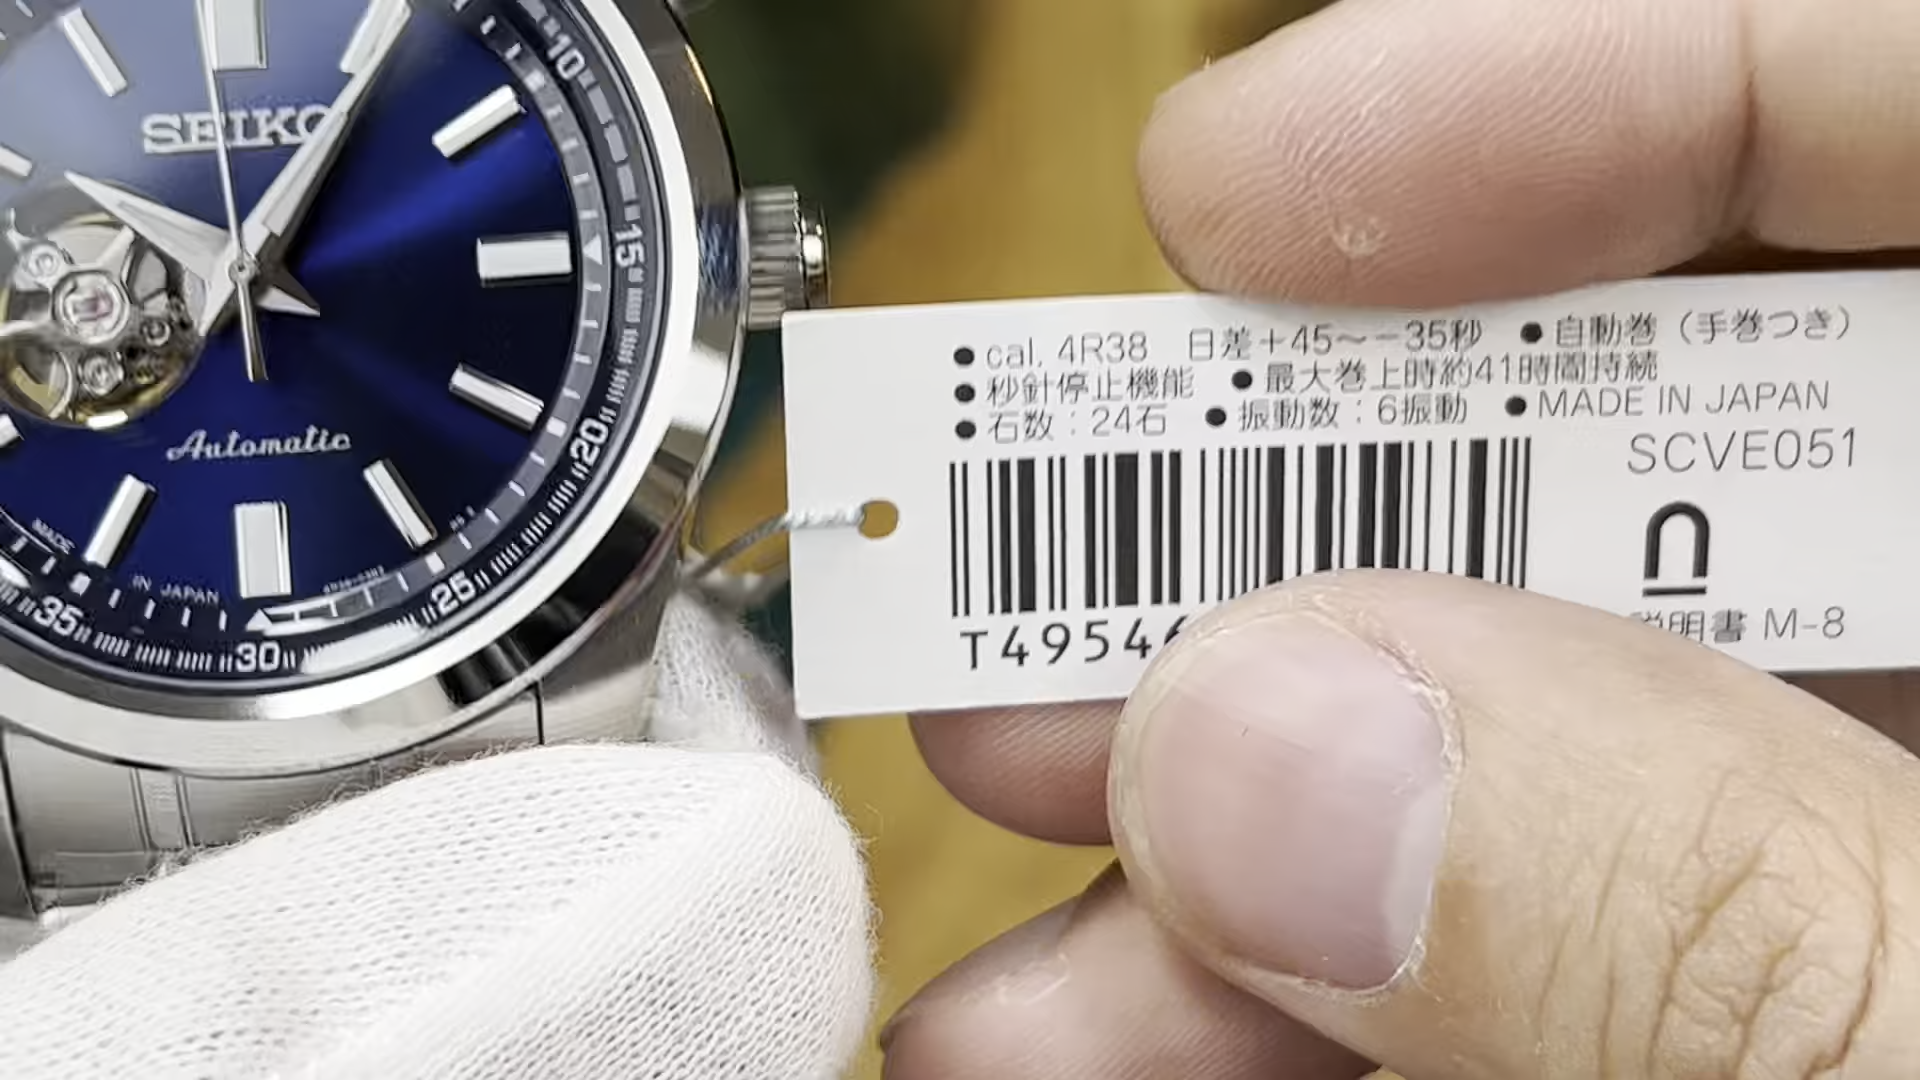 SEIKO
Automatic
10
15
20
25
30
35
MADE
IN JAPAN
● cal. 4R38 日差+45～−35秒 ● 自動巻（手巻つき）
● 秒針停止機能 ● 最大巻上時約41時間持続
● 石数：24石 ● 振動数：6振動 ● MADE IN JAPAN
SCVE051
T4954
説明書 M-8